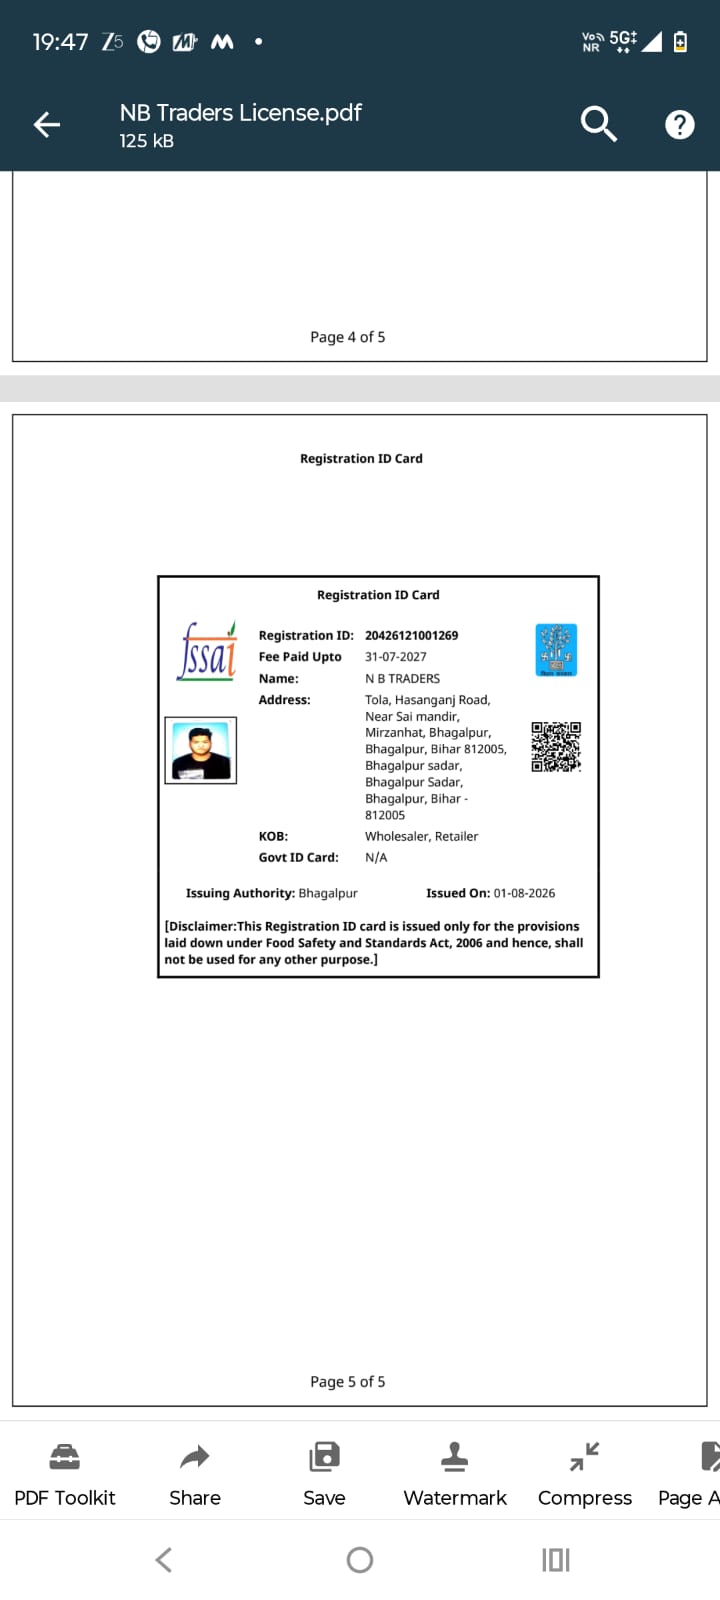 19:47
Vo NR 5G
NB Traders License.pdf
125 kB
Page 4 of 5
Registration ID Card
Registration ID Card
fssai
Registration ID: 20426121001269
Fee Paid Upto 31-07-2027
Name: N B TRADERS
Address: Tola, Hasanganj Road,
Near Sai mandir,
Mirzanhat, Bhagalpur,
Bhagalpur, Bihar 812005,
Bhagalpur sadar,
Bhagalpur Sadar,
Bhagalpur, Bihar -
812005
KOB: Wholesaler, Retailer
Govt ID Card: N/A
Issuing Authority: Bhagalpur Issued On: 01-08-2026
[Disclaimer:This Registration ID card is issued only for the provisions
laid down under Food Safety and Standards Act, 2006 and hence, shall
not be used for any other purpose.]
Page 5 of 5
PDF Toolkit Share Save Watermark Compress Page A